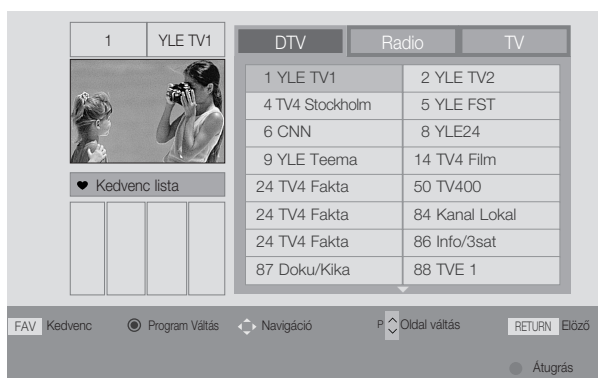 1 YLE TV1
DTV Radio TV
1 YLE TV1 2 YLE TV2
4 TV4 Stockholm 5 YLE FST
6 CNN 8 YLE24
9 YLE Teema 14 TV4 Film
♥ Kedvenc lista
24 TV4 Fakta 50 TV400
24 TV4 Fakta 84 Kanal Lokal
24 TV4 Fakta 86 Info/3sat
87 Doku/Kika 88 TVE 1
FAV Kedvenc Program Váltás Navigáció P Oldal váltás RETURN Elözö
Átugrás